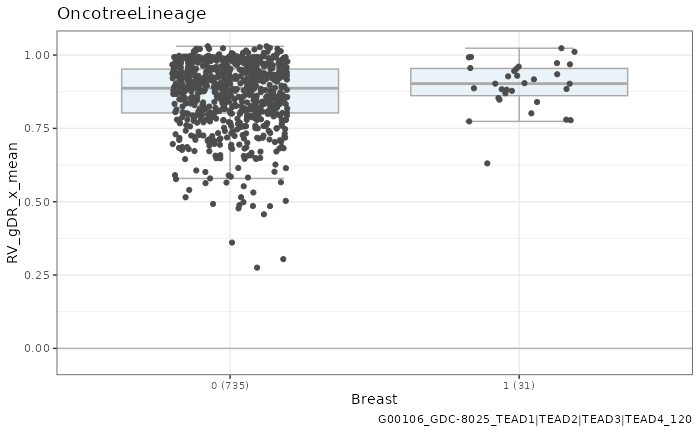 OncotreeLineage
RV_gDR_x_mean
1.00
0.75
0.50
0.25
0.00
0 (735)
1 (31)
Breast
G00106_GDC-8025_TEAD1|TEAD2|TEAD3|TEAD4_120